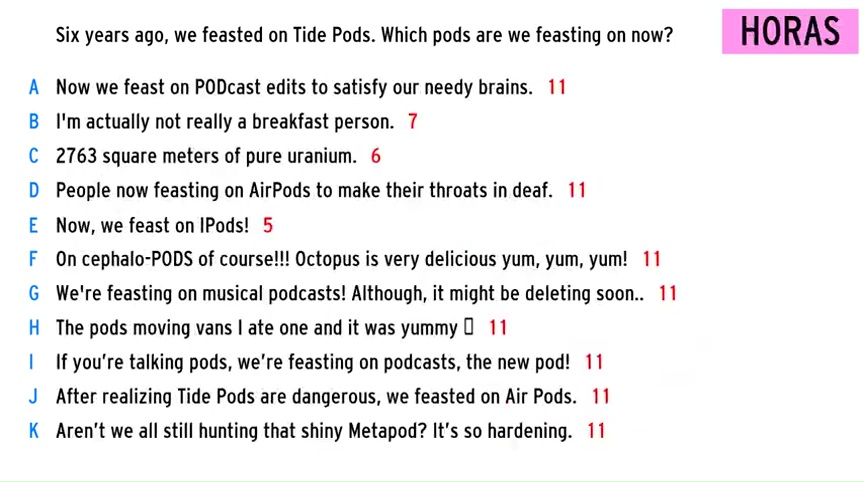 Six years ago, we feasted on Tide Pods. Which pods are we feasting on now?
HORAS
A Now we feast on PODcast edits to satisfy our needy brains. 11
B I'm actually not really a breakfast person. 7
C 2763 square meters of pure uranium. 6
D People now feasting on AirPods to make their throats in deaf. 11
E Now, we feast on IPods! 5
F On cephalo-PODS of course!!! Octopus is very delicious yum, yum, yum! 11
G We're feasting on musical podcasts! Although, it might be deleting soon.. 11
H The pods moving vans I ate one and it was yummy ▯ 11
I If you’re talking pods, we’re feasting on podcasts, the new pod! 11
J After realizing Tide Pods are dangerous, we feasted on Air Pods. 11
K Aren’t we all still hunting that shiny Metapod? It’s so hardening. 11